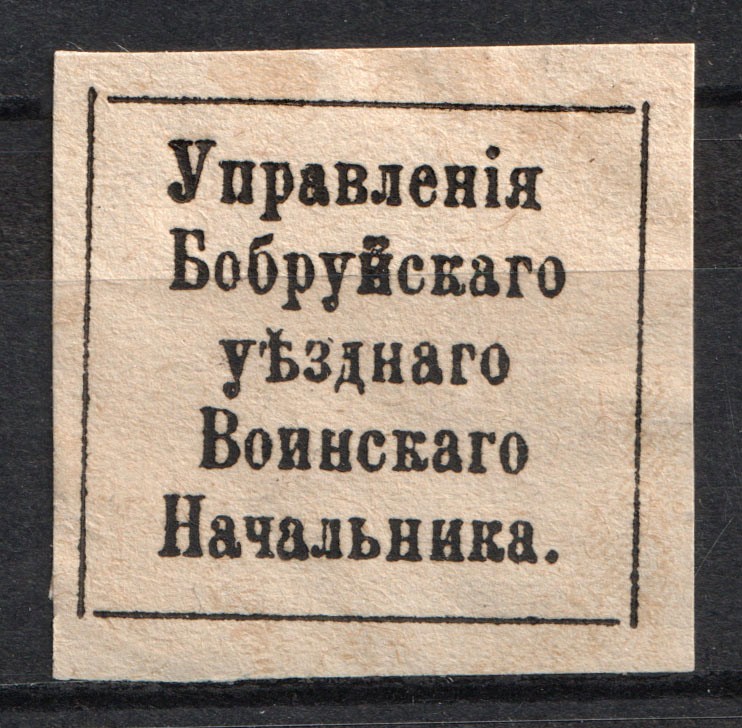 Управленія
Бобруйскаго
уѣзднаго
Воинскаго
Начальника.